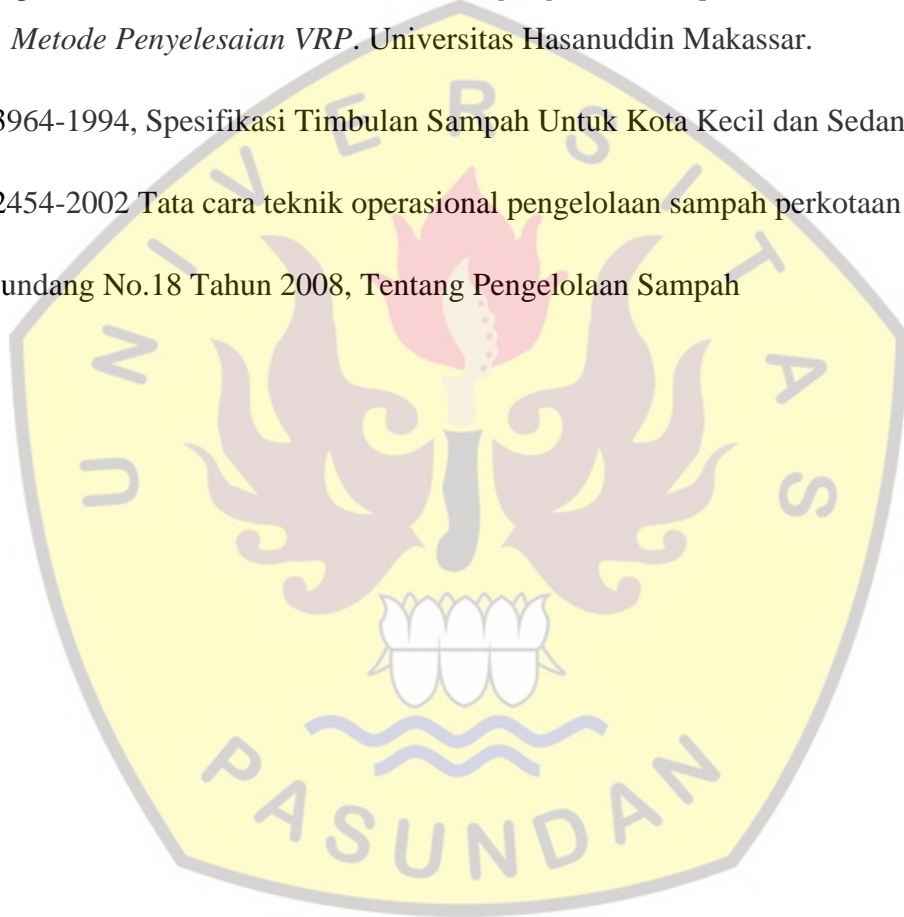 Metode Penyelesaian VRP. Universitas Hasanuddin Makassar.
3964-1994, Spesifikasi Timbulan Sampah Untuk Kota Kecil dan Sedan
2454-2002 Tata cara teknik operasional pengelolaan sampah perkotaan
undang No.18 Tahun 2008, Tentang Pengelolaan Sampah
UNIVERSITAS
PASUNDAN